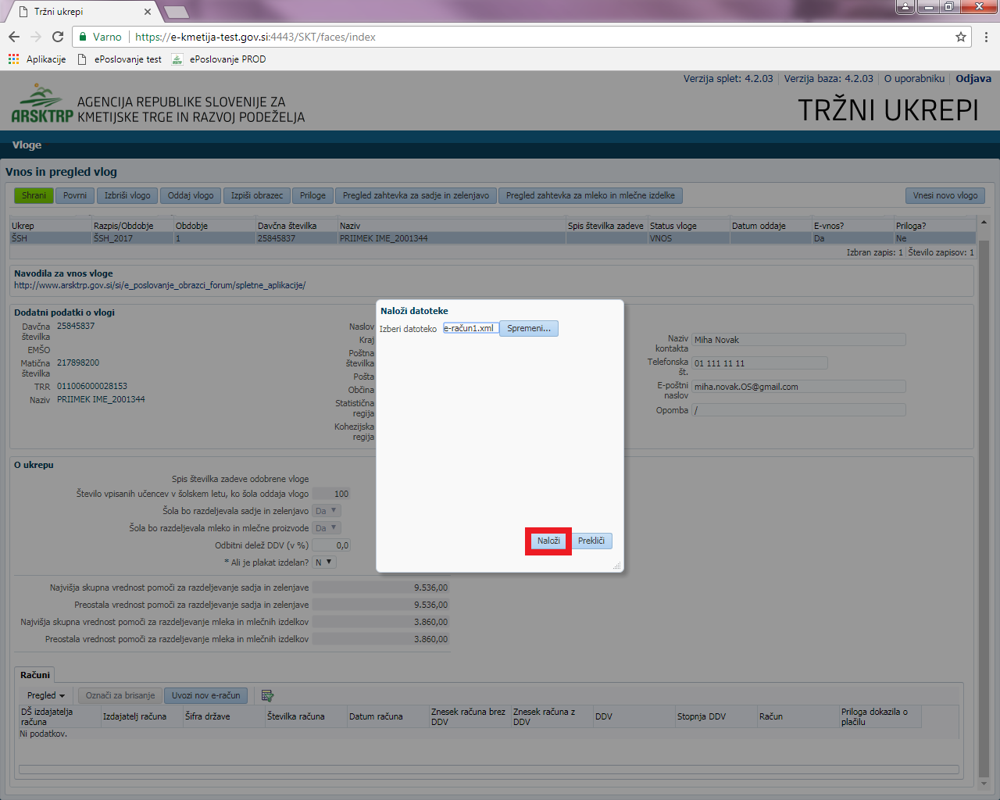 Tržni ukrepi
Varno https://e-kmetija-test.gov.si:4443/SKT/faces/index
Aplikacije ePoslovanje test ePoslovanje PROD
Verzija splet: 4.2.03 Verzija baza: 4.2.03 O uporabniku Odjava
ARSKTRP
AGENCIJA REPUBLIKE SLOVENIJE ZA
KMETIJSKE TRGE IN RAZVOJ PODEŽELJA
TRŽNI UKREPI
Vloge
Vnos in pregled vlog
Shrani Povrni Izbriši vlogo Oddaj vlogo Izpiši obrazec Priloge Pregled zahtevka za sadje in zelenjavo Pregled zahtevka za mleko in mlečne izdelke Vnesi novo vlogo
Ukrep Razpis/Obdobje Obdobje Davčna številka Naziv Spis številka zadeve Status vloge Datum oddaje E-vnos? Priloga?
ŠSH ŠSH_2017 1 25845837 PRIIMEK IME_2001344 VNOS Da Ne
Izbran zapis: 1 Število zapisov: 1
Navodila za vnos vloge
http://www.arsktrp.gov.si/si/e_poslovanje_obrazci_forum/spletne_aplikacije/
Dodatni podatki o vlogi
Davčna številka 25845837
EMŠO
Matična številka 217898200
TRR 011006000028153
Naziv PRIIMEK IME_2001344
Naslov
Kraj
Poštna številka
Pošta
Občina
Statistična regija
Kohezijska regija
Naziv kontakta Miha Novak
Telefonska št. 01 111 11 11
E-poštni naslov miha.novak.OS@gmail.com
Opomba /
Naloži datoteke
Izberi datoteko e-račun1.xml Spremeni...
Naloži Prekliči
O ukrepu
Spis številka zadeve odobrene vloge
Število vpisanih učencev v šolskem letu, ko šola oddaja vlogo 100
Šola bo razdeljevala sadje in zelenjavo Da
Šola bo razdeljevala mleko in mlečne proizvode Da
Odbitni delež DDV (v %) 0,0
* Ali je plakat izdelan? N
Najvišja skupna vrednost pomoči za razdeljevanje sadja in zelenjave 9.536,00
Preostala vrednost pomoči za razdeljevanje sadja in zelenjave 9.536,00
Najvišja skupna vrednost pomoči za razdeljevanje mleka in mlečnih izdelkov 3.860,00
Preostala vrednost pomoči za razdeljevanje mleka in mlečnih izdelkov 3.860,00
Računi
Pregled Označi za brisanje Uvozi nov e-račun
DŠ izdajatelja računa Izdajatelj računa Šifra države Številka računa Datum računa Znesek računa brez DDV Znesek računa z DDV DDV Stopnja DDV Račun Priloga dokazila o plačilu
Ni podatkov.